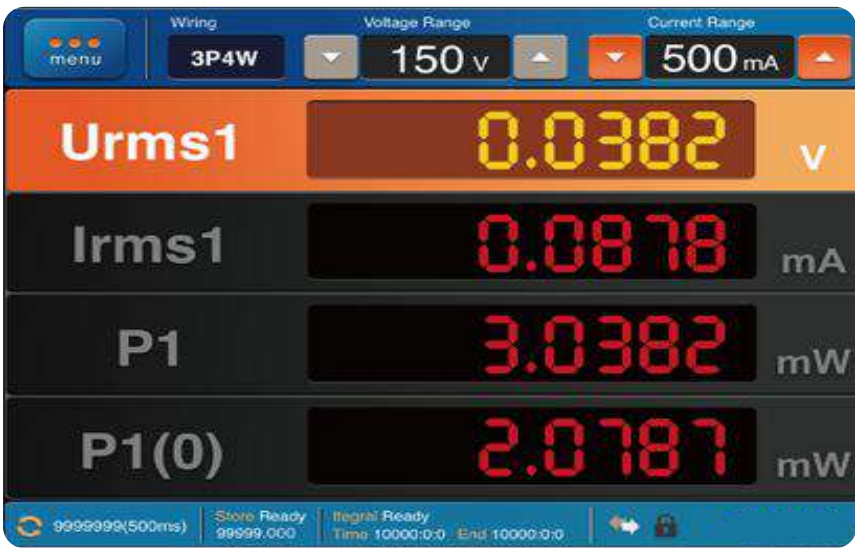 Wiring Voltage Range Current Range
menu 3P4W 150 V 500 mA
Urms1 0.0382 V
Irms1 0.0878 mA
P1 3.0382 mW
P1(0) 2.0787 mW
9999999(500ms) Store Ready Itegral Ready
99999.000 Time 10000:0:0 End 10000:0:0